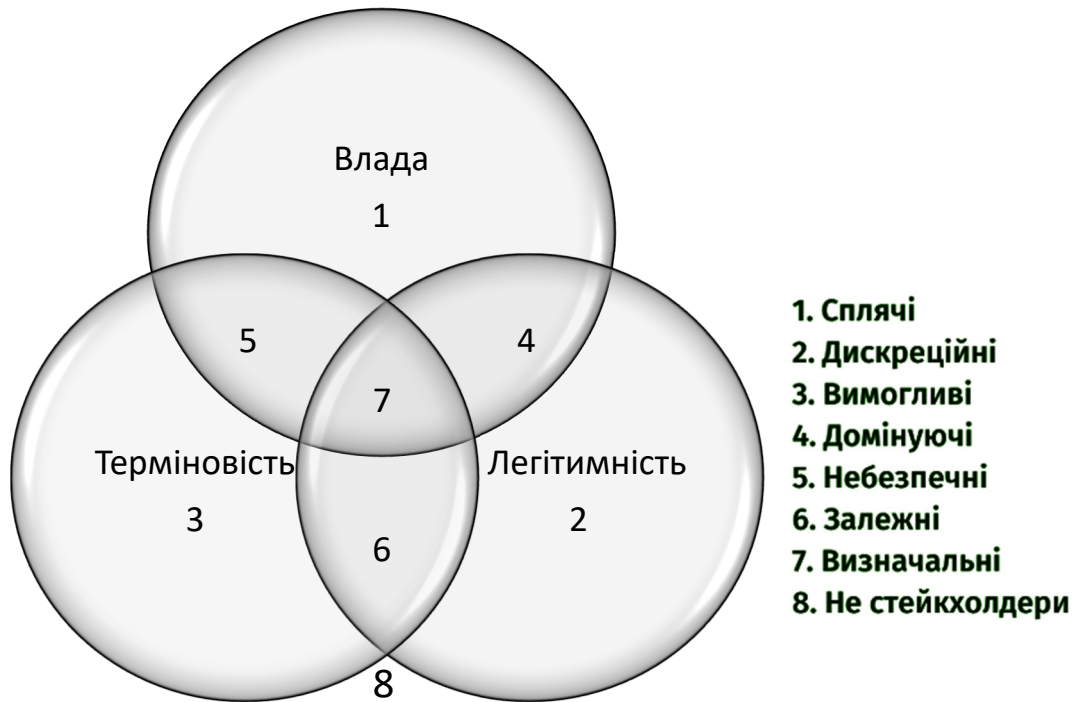 Влада
1
5
4
7
Терміновість
Легітимність
3
2
6
8
1. Сплячі
2. Дискреційні
3. Вимогливі
4. Домінуючі
5. Небезпечні
6. Залежні
7. Визначальні
8. Не стейкхолдери